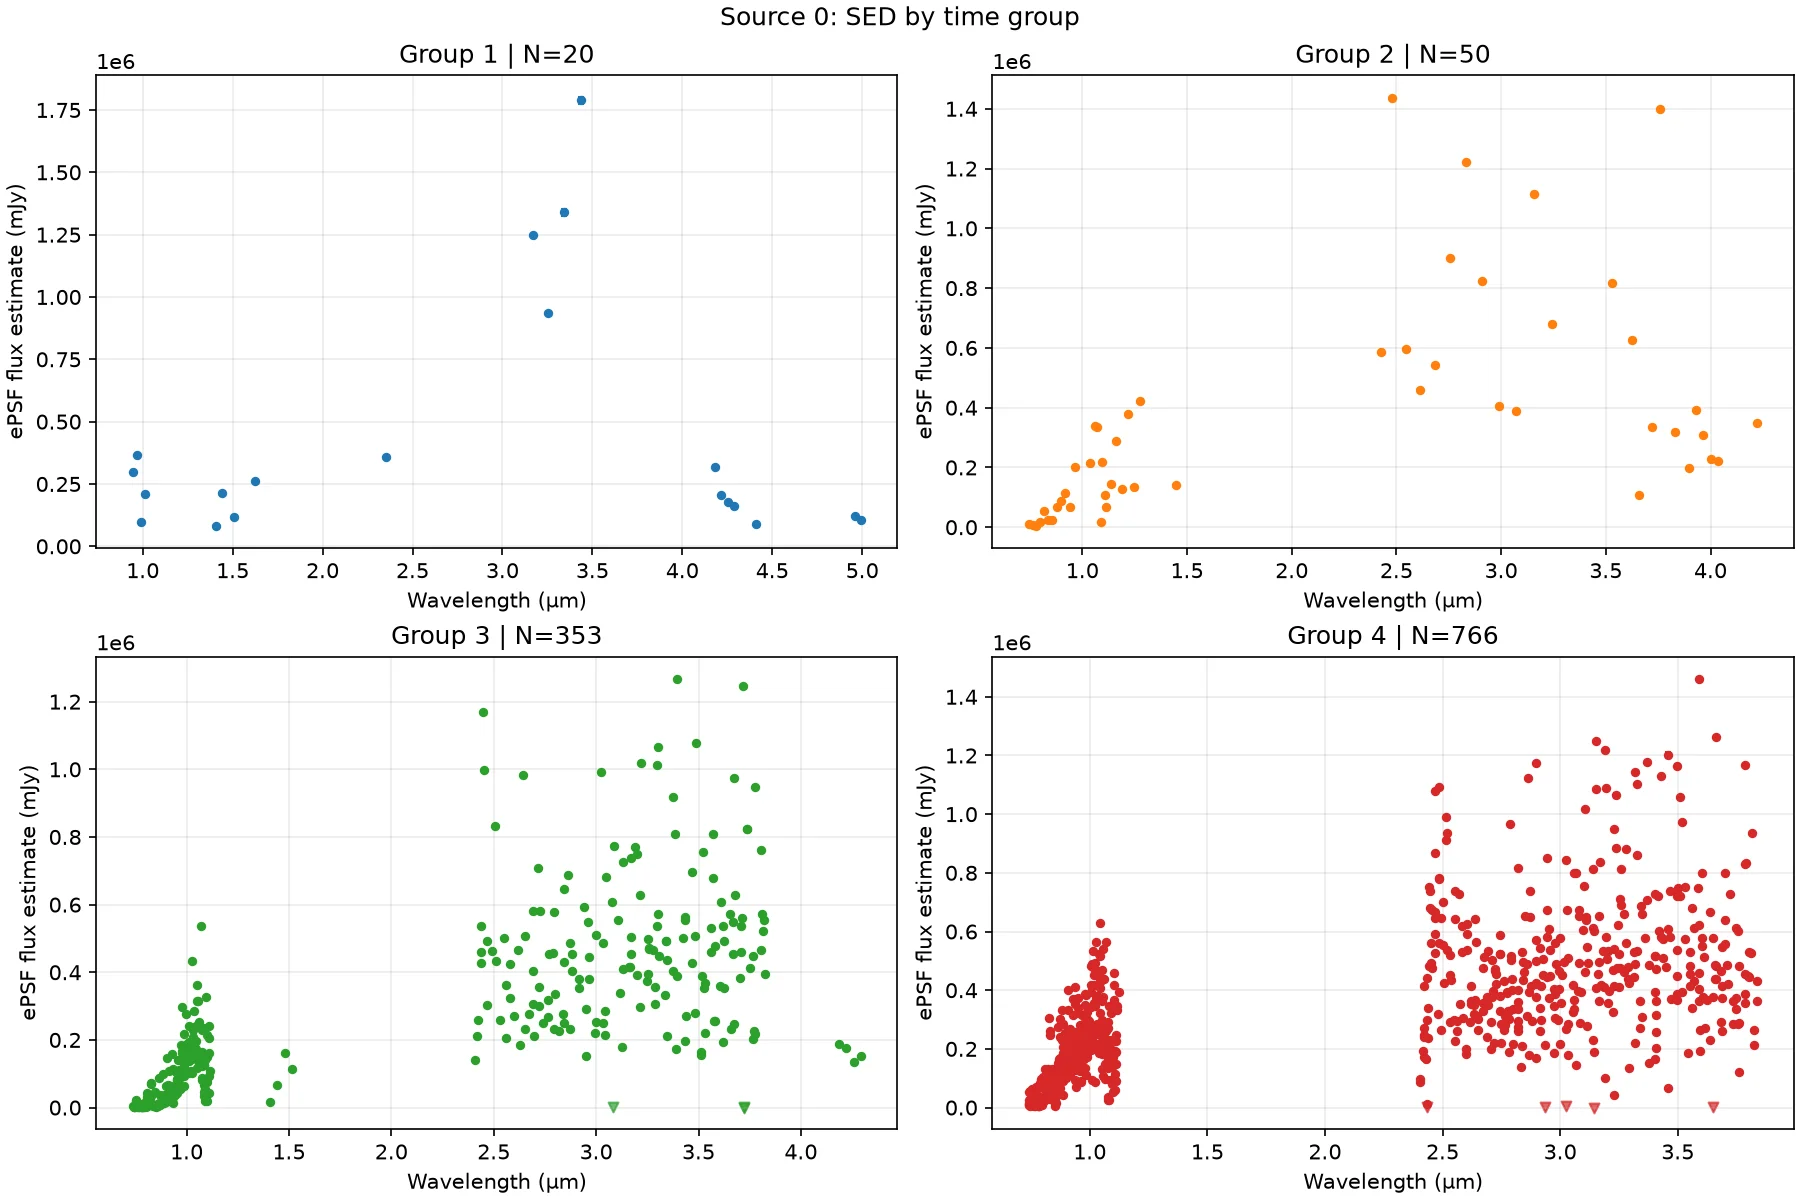 Source 0: SED by time group
Group 1 | N=20
1e6
1.75
1.50
1.25
1.00
0.75
0.50
0.25
0.00
ePSF flux estimate (mJy)
1.0 1.5 2.0 2.5 3.0 3.5 4.0 4.5 5.0
Wavelength (μm)
Group 2 | N=50
1e6
1.4
1.2
1.0
0.8
0.6
0.4
0.2
0.0
ePSF flux estimate (mJy)
1.0 1.5 2.0 2.5 3.0 3.5 4.0
Wavelength (μm)
Group 3 | N=353
1e6
1.2
1.0
0.8
0.6
0.4
0.2
0.0
ePSF flux estimate (mJy)
1.0 1.5 2.0 2.5 3.0 3.5 4.0
Wavelength (μm)
Group 4 | N=766
1e6
1.4
1.2
1.0
0.8
0.6
0.4
0.2
0.0
ePSF flux estimate (mJy)
1.0 1.5 2.0 2.5 3.0 3.5
Wavelength (μm)